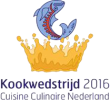 Kookwedstrijd 2016
Cuisine Culinaire Nederland